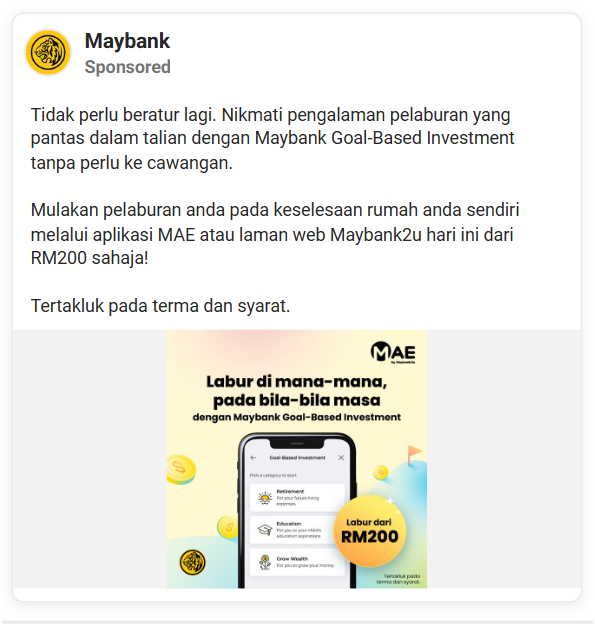 Maybank
Sponsored
Tidak perlu beratur lagi. Nikmati pengalaman pelaburan yang
pantas dalam talian dengan Maybank Goal-Based Investment
tanpa perlu ke cawangan.
Mulakan pelaburan anda pada keselesaan rumah anda sendiri
melalui aplikasi MAE atau laman web Maybank2u hari ini dari
RM200 sahaja!
Tertakluk pada terma dan syarat.
MAE
by Maybank2u
Labur di mana-mana,
pada bila-bila masa
dengan Maybank Goal-Based Investment
Goal-Based Investment
Pick a category to start
Retirement
For your future living
expenses
Education
For you or your child's
education aspirations
Grow Wealth
For you to grow your money
Labur dari
RM200
Tertakluk pada
terma dan syarat.